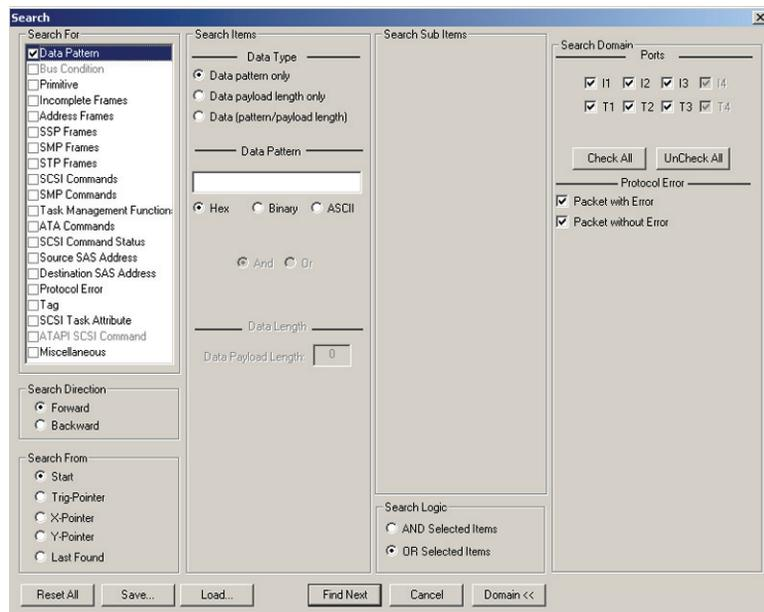 Search
Search For
Data Pattern
Bus Condition
Primitive
Incomplete Frames
Address Frames
SSP Frames
SMP Frames
STP Frames
SCSI Commands
SMP Commands
Task Management Function:
ATA Commands
SCSI Command Status
Source SAS Address
Destination SAS Address
Protocol Error
Tag
SCSI Task Attribute
ATAPI SCSI Command
Miscellaneous
Search Direction
Forward
Backward
Search From
Start
Trig-Pointer
X-Pointer
Y-Pointer
Last Found
Search Items
Data Type
Data pattern only
Data payload length only
Data (pattern/payload length)
Data Pattern
Hex Binary ASCII
And Or
Data Length
Data Payload Length: 0
Search Sub Items
Search Logic
AND Selected Items
OR Selected Items
Search Domain
Ports
I1 I2 I3 I4
T1 T2 T3 T4
Check All UnCheck All
Protocol Error
Packet with Error
Packet without Error
Reset All Save... Load... Find Next Cancel Domain <<